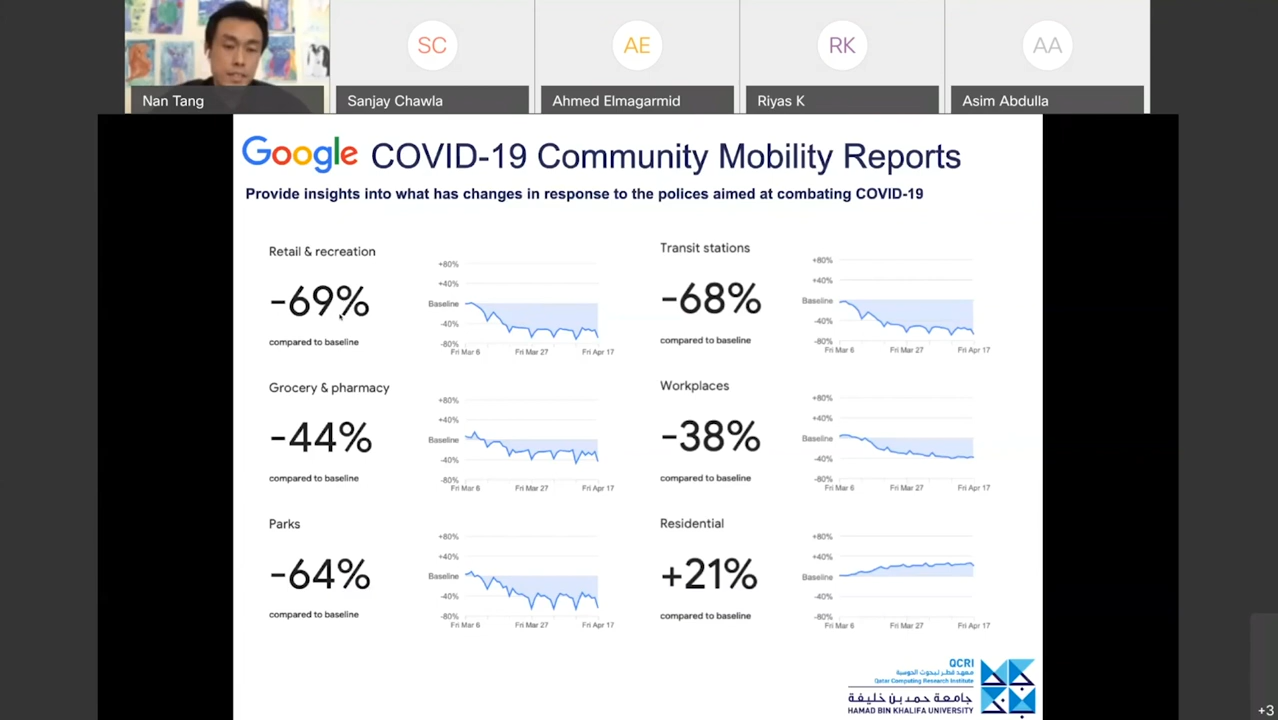 SC
AE
RK
AA
Nan Tang
Sanjay Chawla
Ahmed Elmagarmid
Riyas K
Asim Abdulla
Google COVID-19 Community Mobility Reports
Provide insights into what has changes in response to the polices aimed at combating COVID-19
Retail & recreation
-69%
compared to baseline
+80%
+40%
Baseline
-40%
-80%
Fri Mar 6 Fri Mar 27 Fri Apr 17
Transit stations
-68%
compared to baseline
+80%
+40%
Baseline
-40%
-80%
Fri Mar 6 Fri Mar 27 Fri Apr 17
Grocery & pharmacy
-44%
compared to baseline
+80%
+40%
Baseline
-40%
-80%
Fri Mar 6 Fri Mar 27 Fri Apr 17
Workplaces
-38%
compared to baseline
+80%
+40%
Baseline
-40%
-80%
Fri Mar 6 Fri Mar 27 Fri Apr 17
Parks
-64%
compared to baseline
+80%
+40%
Baseline
-40%
-80%
Fri Mar 6 Fri Mar 27 Fri Apr 17
Residential
+21%
compared to baseline
+80%
+40%
Baseline
-40%
-80%
Fri Mar 6 Fri Mar 27 Fri Apr 17
QCRI
معهد قطر لبحوث الحوسبة
Qatar Computing Research Institute
جامعة حمد بن خليفة
HAMAD BIN KHALIFA UNIVERSITY
+3